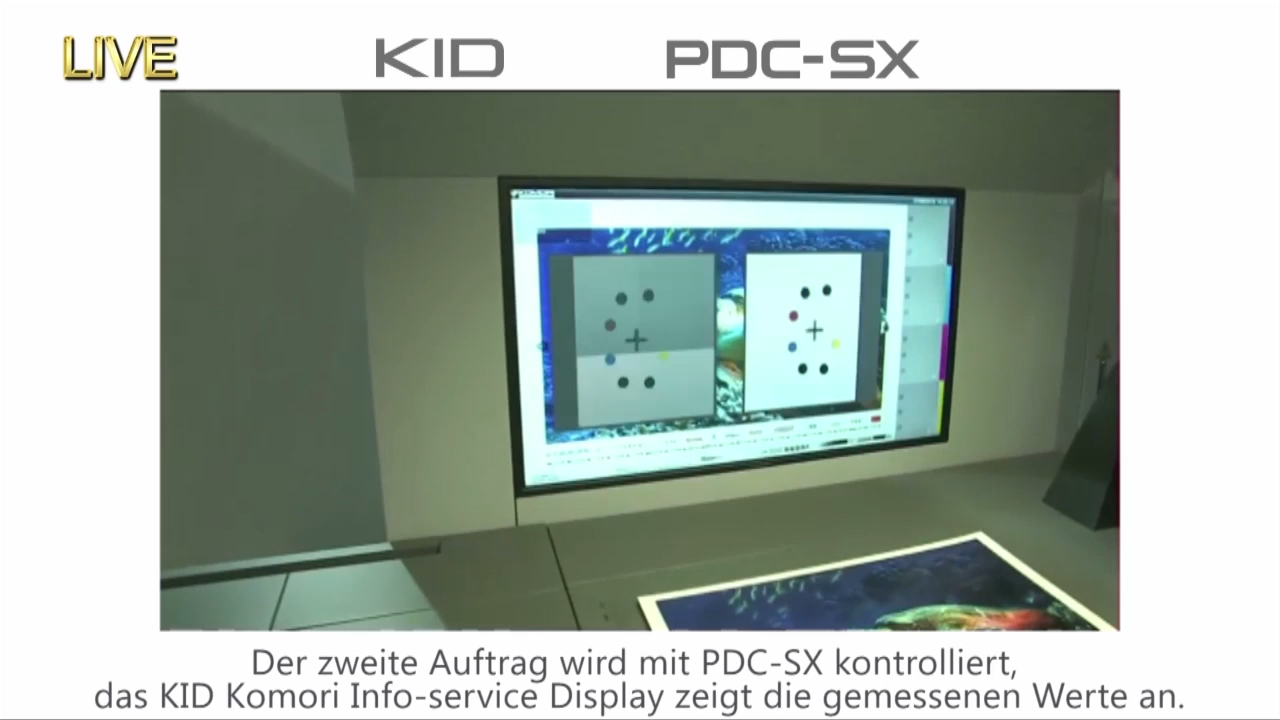 LIVE KID PDC-SX
Der zweite Auftrag wird mit PDC-SX kontrolliert,
das KID Komori Info-service Display zeigt die gemessenen Werte an.